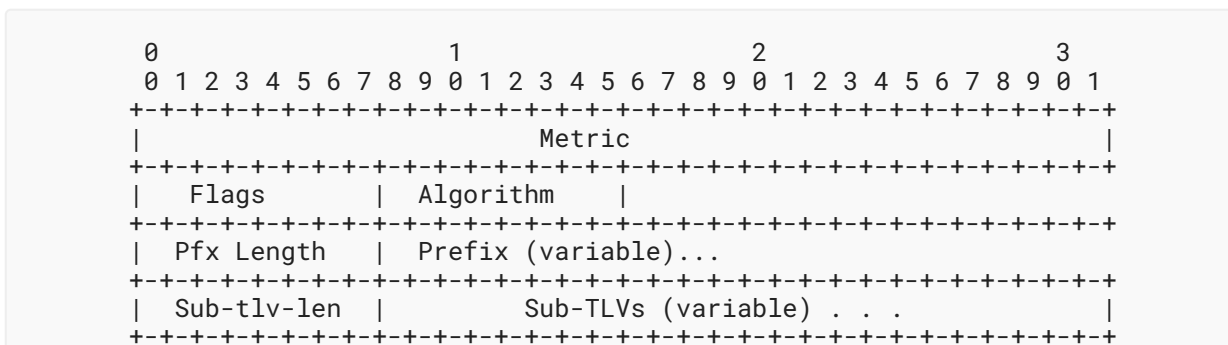 0                   1                   2                   3
 0 1 2 3 4 5 6 7 8 9 0 1 2 3 4 5 6 7 8 9 0 1 2 3 4 5 6 7 8 9 0 1
+-+-+-+-+-+-+-+-+-+-+-+-+-+-+-+-+-+-+-+-+-+-+-+-+-+-+-+-+-+-+-+-+
|                          Metric                               |
+-+-+-+-+-+-+-+-+-+-+-+-+-+-+-+-+-+-+-+-+-+-+-+-+-+-+-+-+-+-+-+-+
|   Flags       |  Algorithm    |
+-+-+-+-+-+-+-+-+-+-+-+-+-+-+-+-+-+-+-+-+-+-+-+-+-+-+-+-+-+-+-+-+
|  Pfx Length   |  Prefix (variable)...
+-+-+-+-+-+-+-+-+-+-+-+-+-+-+-+-+-+-+-+-+-+-+-+-+-+-+-+-+-+-+-+-+
|  Sub-tlv-len  |         Sub-TLVs (variable) . . .             |
+-+-+-+-+-+-+-+-+-+-+-+-+-+-+-+-+-+-+-+-+-+-+-+-+-+-+-+-+-+-+-+-+